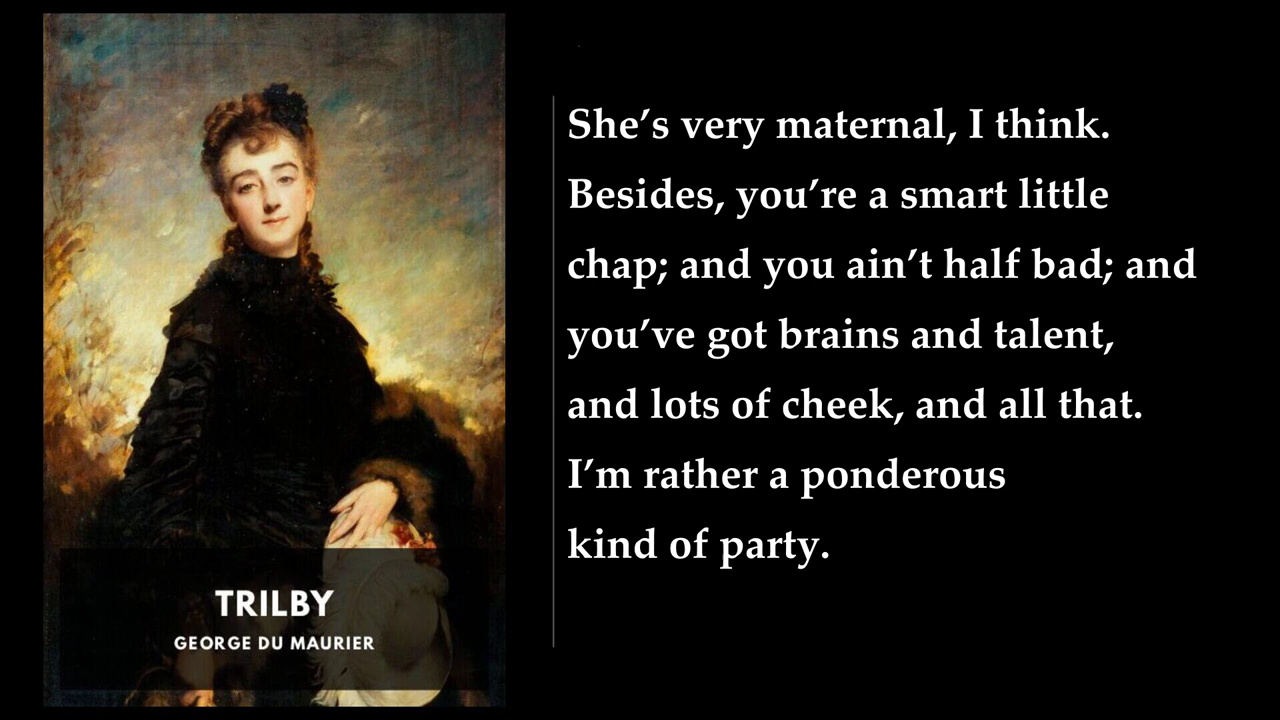 She’s very maternal, I think.
Besides, you’re a smart little
chap; and you ain’t half bad; and
you’ve got brains and talent,
and lots of cheek, and all that.
I’m rather a ponderous
kind of party.
TRILBY
GEORGE DU MAURIER